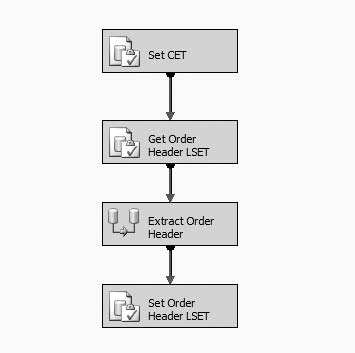 Set CET
Get Order
Header LSET
Extract Order
Header
Set Order
Header LSET